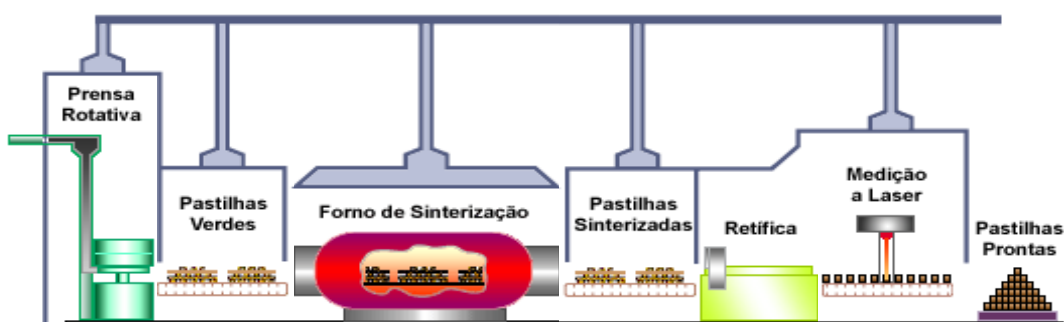 Prensa
Rotativa
Pastilhas
Verdes
Forno de Sinterização
Pastilhas
Sinterizadas
Retífica
Medição
a Laser
Pastilhas
Prontas